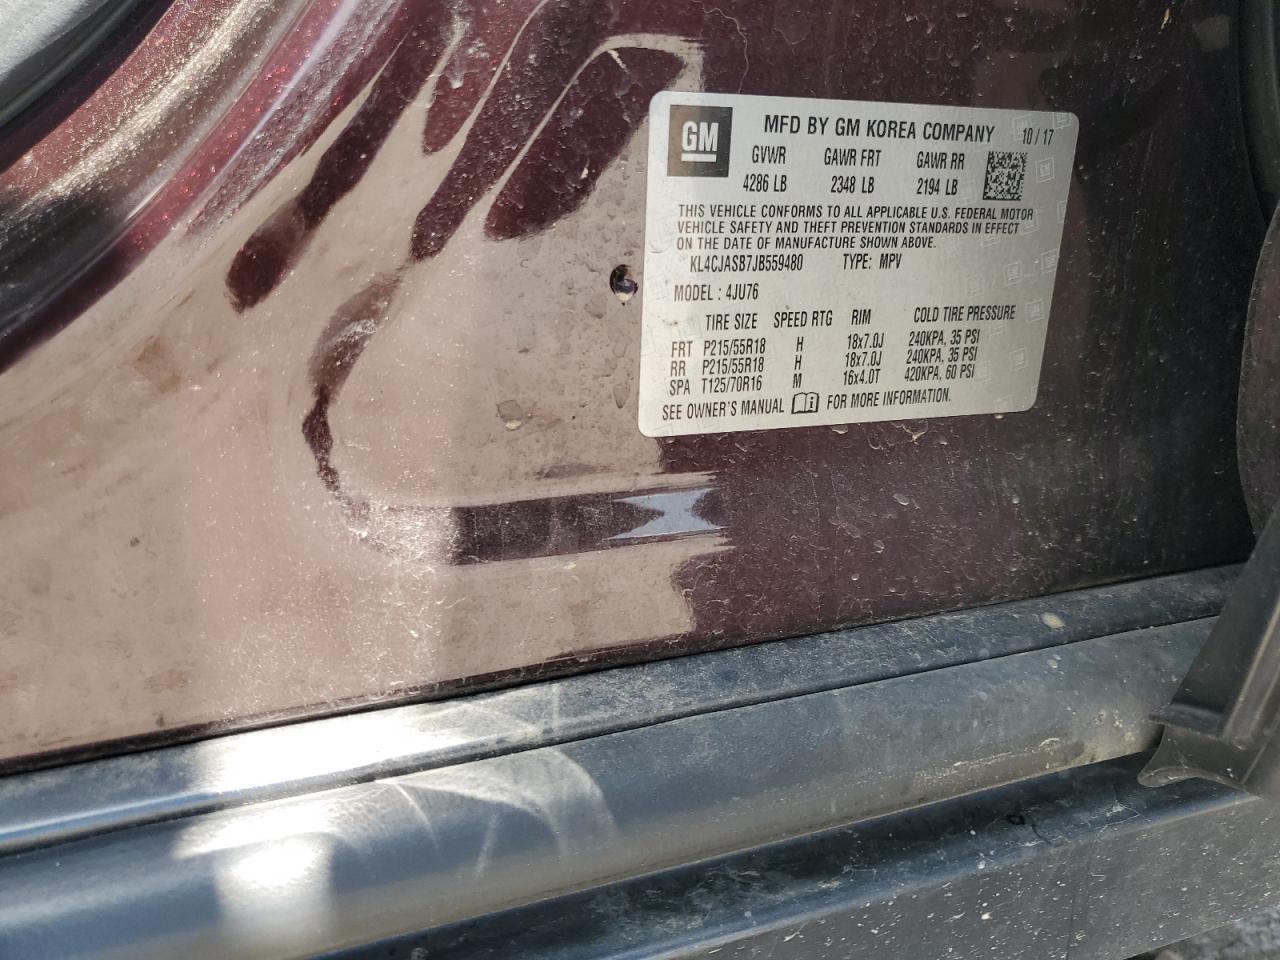 GM
MFD BY GM KOREA COMPANY 10/17
GVWR GAWR FRT GAWR RR
4286 LB 2348 LB 2194 LB
THIS VEHICLE CONFORMS TO ALL APPLICABLE U.S. FEDERAL MOTOR
VEHICLE SAFETY AND THEFT PREVENTION STANDARDS IN EFFECT
ON THE DATE OF MANUFACTURE SHOWN ABOVE.
KL4CJASB7JB559480 TYPE: MPV
MODEL : 4JU76
TIRE SIZE SPEED RTG RIM COLD TIRE PRESSURE
FRT P215/55R18 H 18x7.0J 240KPA, 35 PSI
RR P215/55R18 H 18x7.0J 240KPA, 35 PSI
SPA T125/70R16 M 16x4.0T 420KPA, 60 PSI
SEE OWNER'S MANUAL FOR MORE INFORMATION.